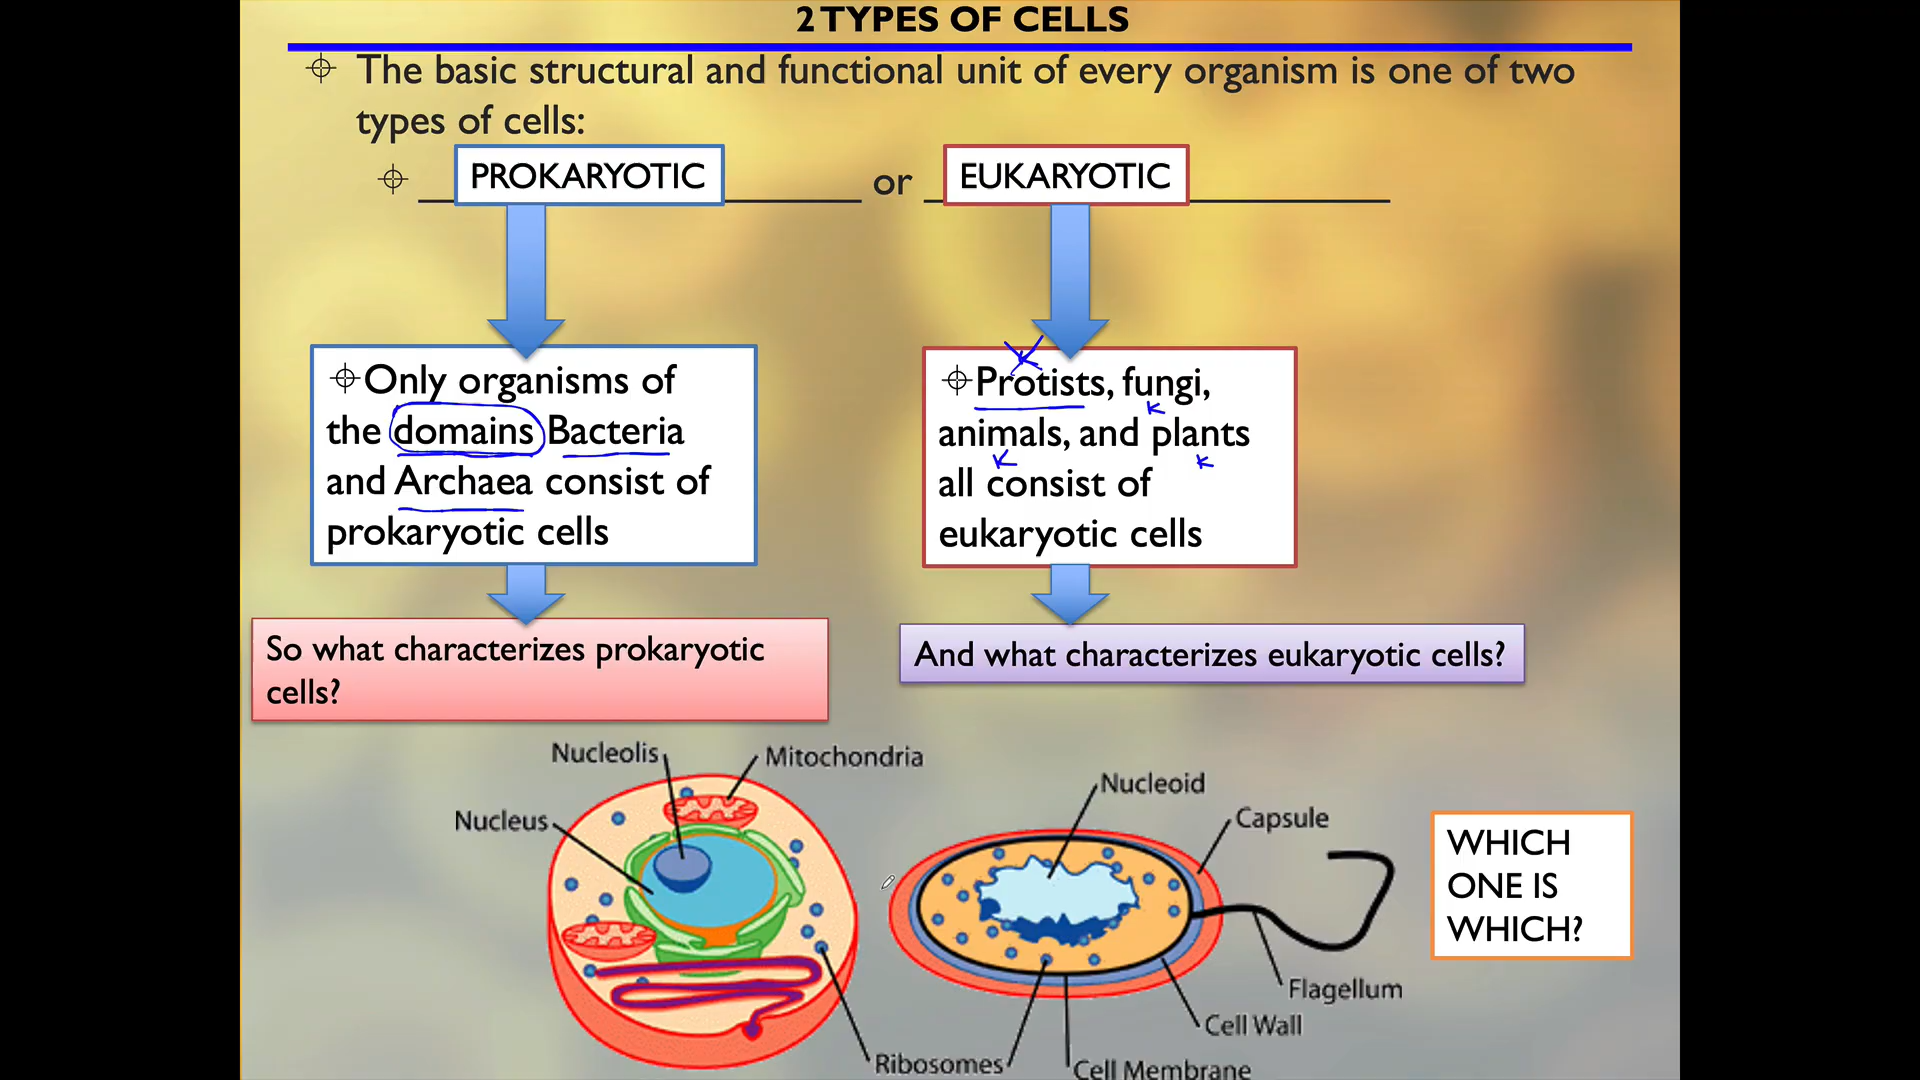 2 TYPES OF CELLS
The basic structural and functional unit of every organism is one of two
types of cells:
PROKARYOTIC or EUKARYOTIC
Only organisms of
the domains Bacteria
and Archaea consist of
prokaryotic cells
Protists, fungi,
animals, and plants
all consist of
eukaryotic cells
So what characterizes prokaryotic
cells?
And what characterizes eukaryotic cells?
Nucleolis
Mitochondria
Nucleus
Ribosomes
Nucleoid
Capsule
Flagellum
Cell Wall
Cell Membrane
WHICH
ONE IS
WHICH?